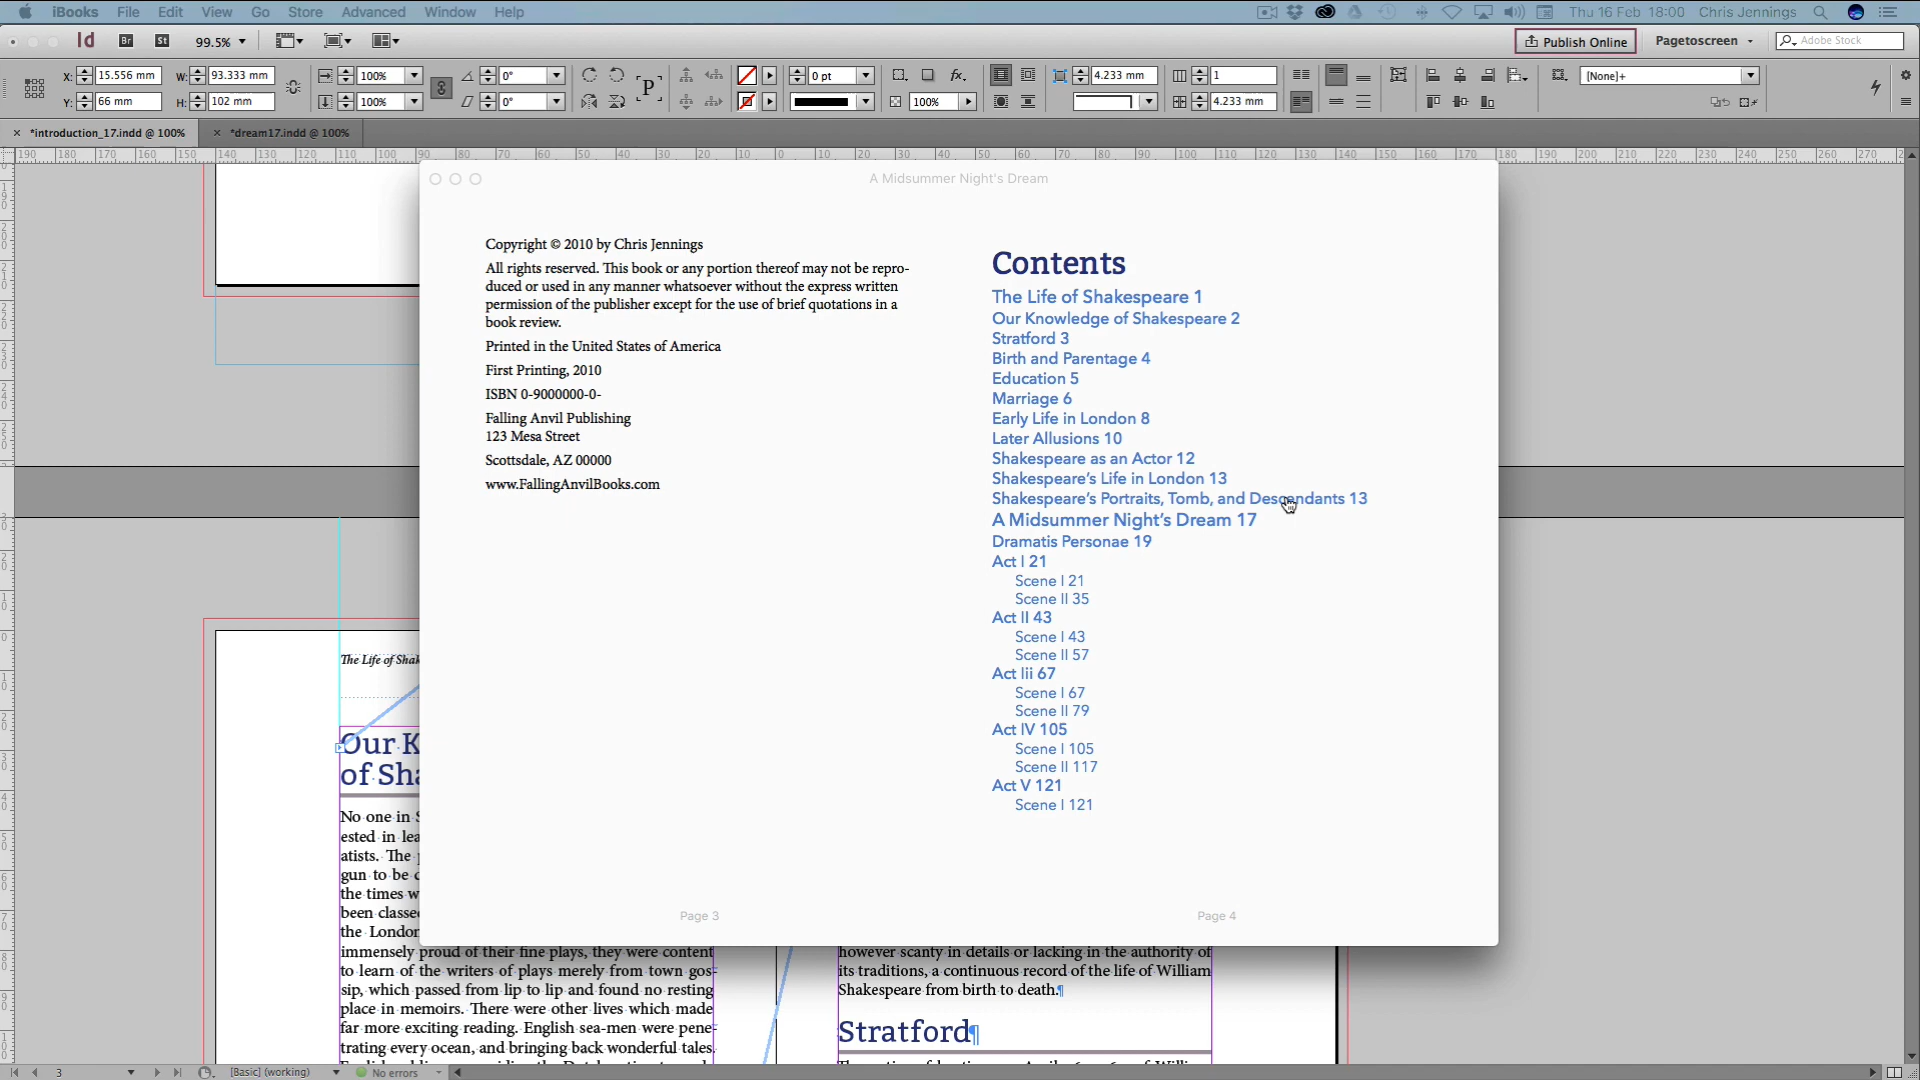 iBooks File Edit View Go Store Advanced Window Help
Thu 16 Feb 18:00 Chris Jennings
Id Br St 99.5%
Publish Online Pagetoscreen Adobe Stock
X: 15.556 mm W: 93.333 mm 100% 0° 0 pt fx. 4.233 mm 1 [None]+
Y: 66 mm H: 102 mm 100% 0° P 100% 4.233 mm
*introduction_17.indd @ 100% *dream17.indd @ 100%
A Midsummer Night's Dream
Copyright © 2010 by Chris Jennings
All rights reserved. This book or any portion thereof may not be repro-
duced or used in any manner whatsoever without the express written
permission of the publisher except for the use of brief quotations in a
book review.
Printed in the United States of America
First Printing, 2010
ISBN 0-9000000-0-
Falling Anvil Publishing
123 Mesa Street
Scottsdale, AZ 00000
www.FallingAnvilBooks.com
Page 3
Contents
The Life of Shakespeare 1
Our Knowledge of Shakespeare 2
Stratford 3
Birth and Parentage 4
Education 5
Marriage 6
Early Life in London 8
Later Allusions 10
Shakespeare as an Actor 12
Shakespeare's Life in London 13
Shakespeare's Portraits, Tomb, and Descendants 13
A Midsummer Night's Dream 17
Dramatis Personae 19
Act I 21
Scene I 21
Scene II 35
Act II 43
Scene I 43
Scene II 57
Act Iii 67
Scene I 67
Scene II 79
Act IV 105
Scene I 105
Scene II 117
Act V 121
Scene I 121
Page 4
The Life of Shak
Our K
of Sha
No one in S
ested in lea
atists. The p
gun to be c
the times w
been classe
the London
immensely proud of their fine plays, they were content
to learn of the writers of plays merely from town gos-
sip, which passed from lip to lip and found no resting
place in memoirs. There were other lives which made
far more exciting reading. English sea-men were pene-
trating every ocean, and bringing back wonderful tales.
however scanty in details or lacking in the authority of
its traditions, a continuous record of the life of William
Shakespeare from birth to death.¶
Stratford¶
3 [Basic] (working) No errors